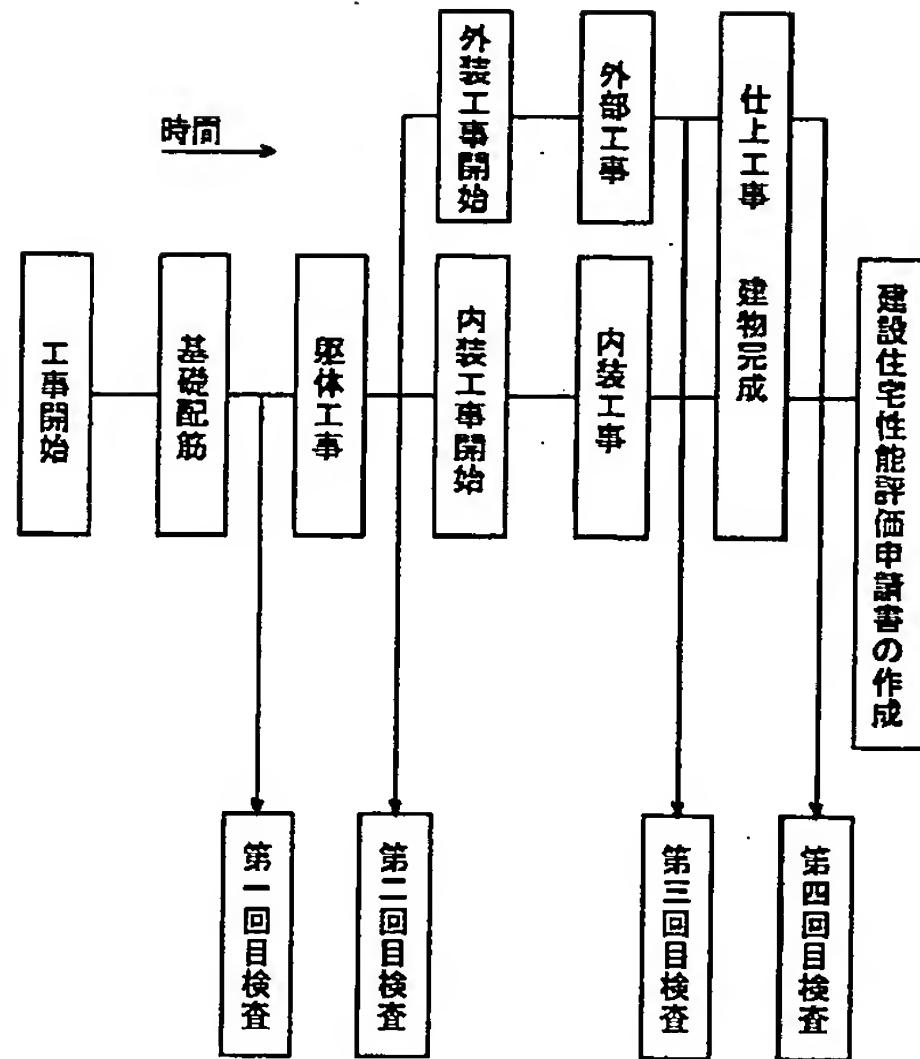 時間
外装工事開始
外部工事
仕上工事 建物完成
工事開始
基礎配筋
躯体工事
内装工事開始
内装工事
建設住宅性能評価申請書の作成
第一回目検査
第二回目検査
第三回目検査
第四回目検査